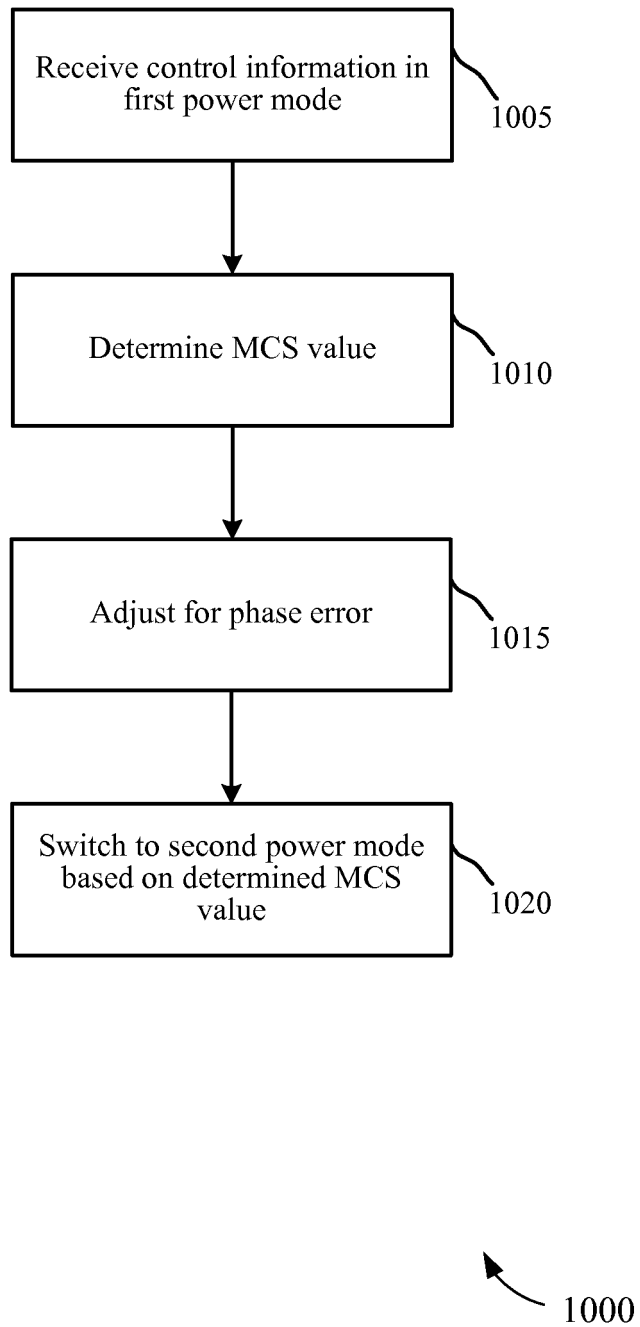 Receive control information in
first power mode
1005
Determine MCS value
1010
Adjust for phase error
1015
Switch to second power mode
based on determined MCS
value
1020
1000